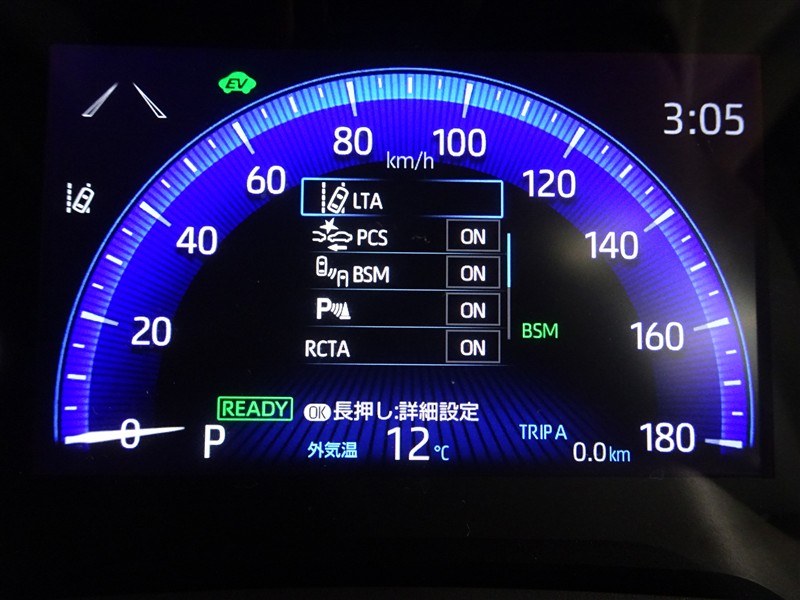 EV
3:05
80
100
km/h
60
120
LTA
40
PCS ON
140
BSM ON
P ON
20
BSM
160
RCTA ON
READY
OK 長押し:詳細設定
0
P
外気温 12℃
TRIP A
0.0km
180